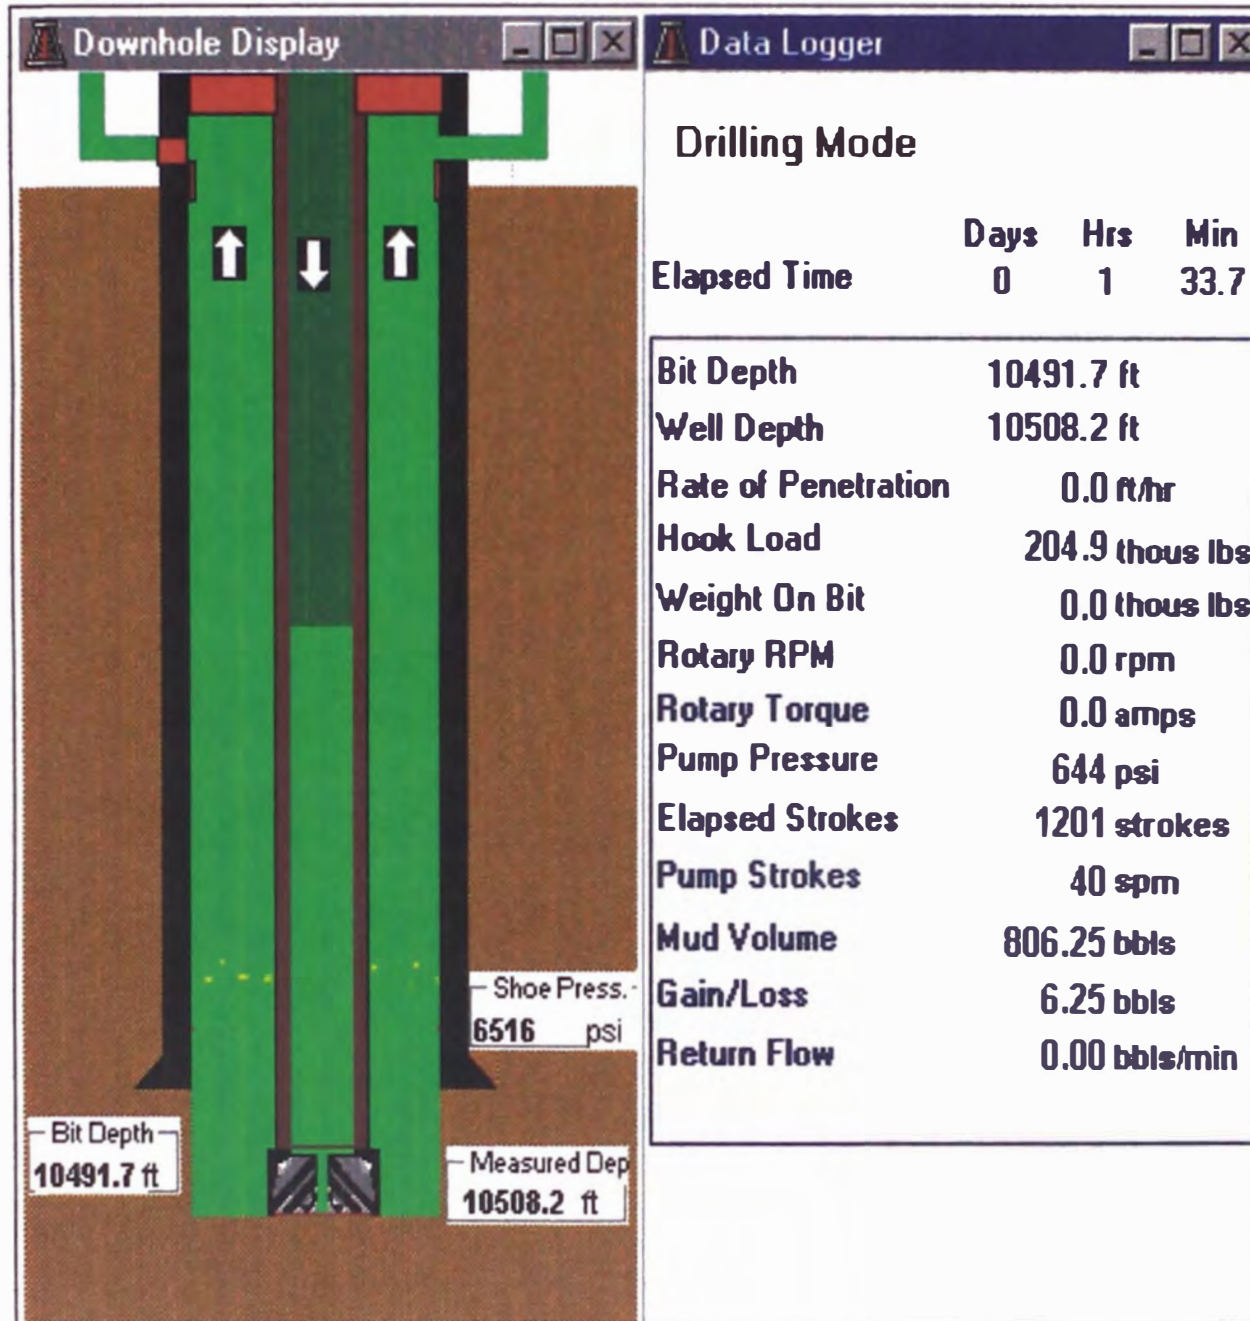 Downhole Display
Shoe Press.
6516 psi
Bit Depth
10491.7 ft
Measured Dep
10508.2 ft
Data Logger
Drilling Mode
Days Hrs Min
Elapsed Time 0 1 33.7
Bit Depth 10491.7 ft
Well Depth 10508.2 ft
Rate of Penetration 0.0 ft/hr
Hook Load 204.9 thous lbs
Weight On Bit 0.0 thous lbs
Rotary RPM 0.0 rpm
Rotary Torque 0.0 amps
Pump Pressure 644 psi
Elapsed Strokes 1201 strokes
Pump Strokes 40 spm
Mud Volume 806.25 bbls
Gain/Loss 6.25 bbls
Return Flow 0.00 bbls/min